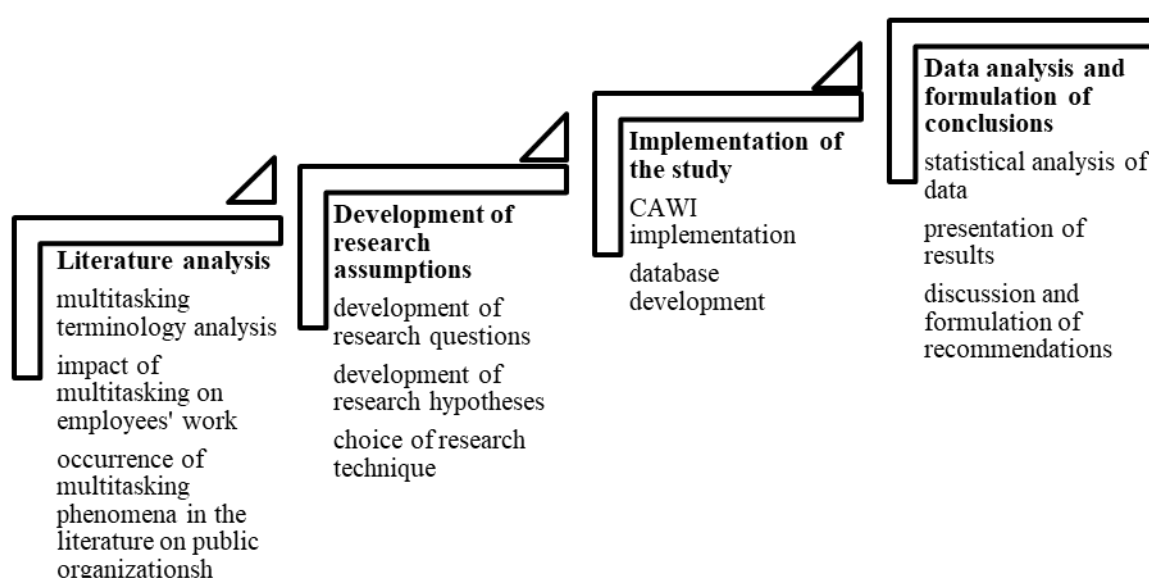 Literature analysis
multitasking
terminology analysis
impact of
multitasking on
employees' work
occurrence of
multitasking
phenomena in the
literature on public
organizationsh
Development of
research
assumptions
development of
research questions
development of
research hypotheses
choice of research
technique
Implementation of
the study
CAWI
implementation
database
development
Data analysis and
formulation of
conclusions
statistical analysis of
data
presentation of
results
discussion and
formulation of
recommendations